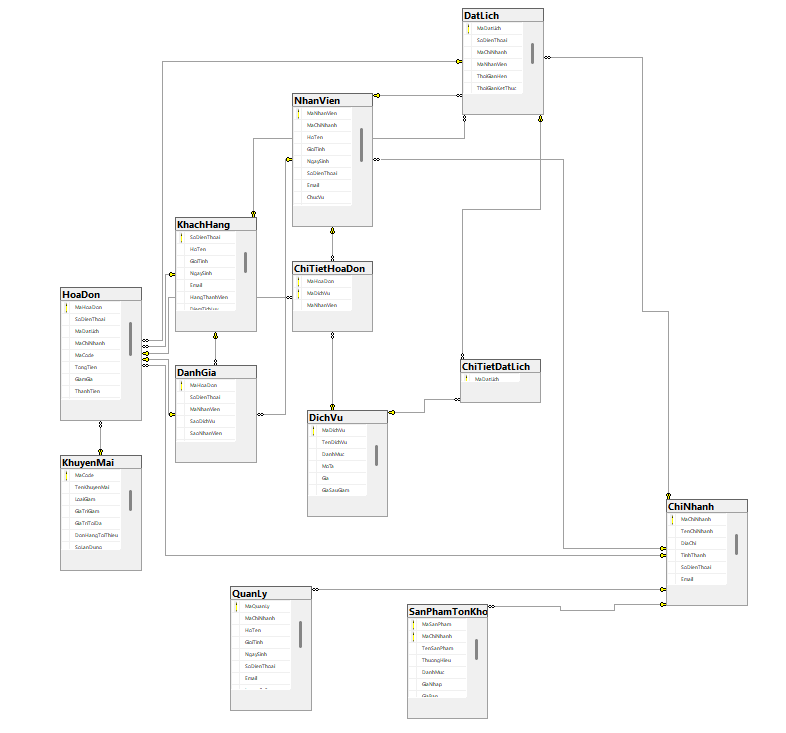 DatLich
MaDatLich
SoDienThoai
MaChiNhanh
MaNhanVien
ThoiGianHen
ThoiGianKetThuc
NhanVien
MaNhanVien
MaChiNhanh
HoTen
GioiTinh
NgaySinh
SoDienThoai
Email
ChucVu
KhachHang
SoDienThoai
HoTen
GioiTinh
NgaySinh
Email
HangThanhVien
DiemTichLuy
ChiTietHoaDon
MaHoaDon
MaDichVu
MaNhanVien
HoaDon
MaHoaDon
SoDienThoai
MaDatLich
MaChiNhanh
MaCode
TongTien
GiamGia
ThanhTien
DanhGia
MaHoaDon
SoDienThoai
MaNhanVien
SaoDichVu
SaoNhanVien
ChiTietDatLich
MaDatLich
DichVu
MaDichVu
TenDichVu
DanhMuc
MoTa
Gia
GiaSauGiam
KhuyenMai
MaCode
TenKhuyenMai
LoaiGiam
GiaTriGiam
GiaTriToiDa
DonHangToiThieu
SoLanDung
ChiNhanh
MaChiNhanh
TenChiNhanh
DiaChi
TinhThanh
SoDienThoai
Email
QuanLy
MaQuanLy
MaChiNhanh
HoTen
GioiTinh
NgaySinh
SoDienThoai
Email
SanPhamTonKho
MaSanPham
MaChiNhanh
TenSanPham
ThuongHieu
DanhMuc
GiaNhap
GiaBan